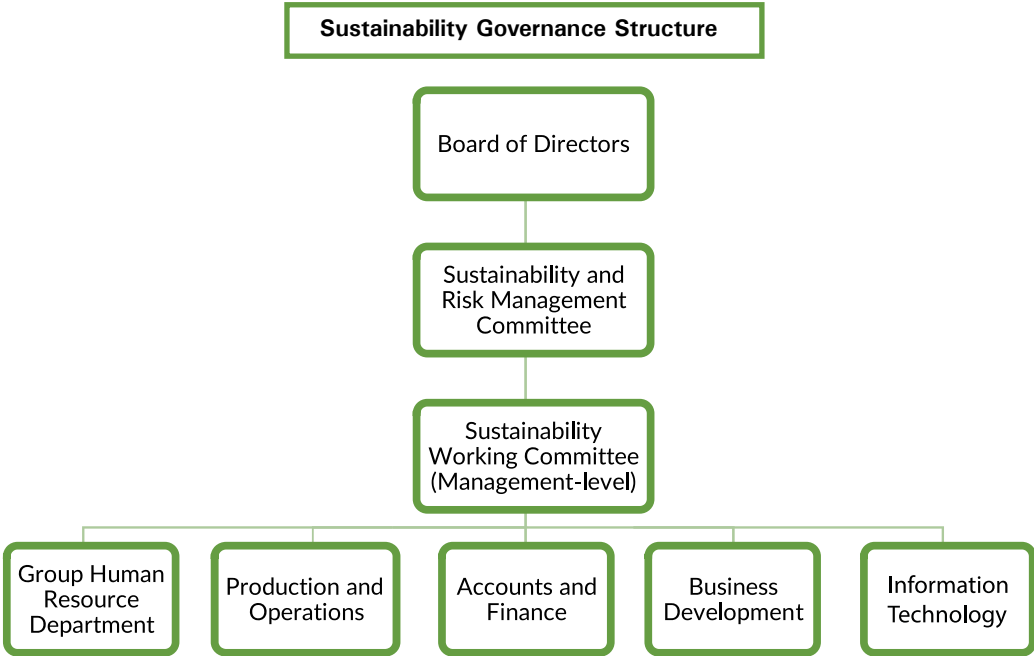 Sustainability Governance Structure
Board of Directors
Sustainability and
Risk Management
Committee
Sustainability
Working Committee
(Management-level)
Group Human
Resource
Department
Production and
Operations
Accounts and
Finance
Business
Development
Information
Technology